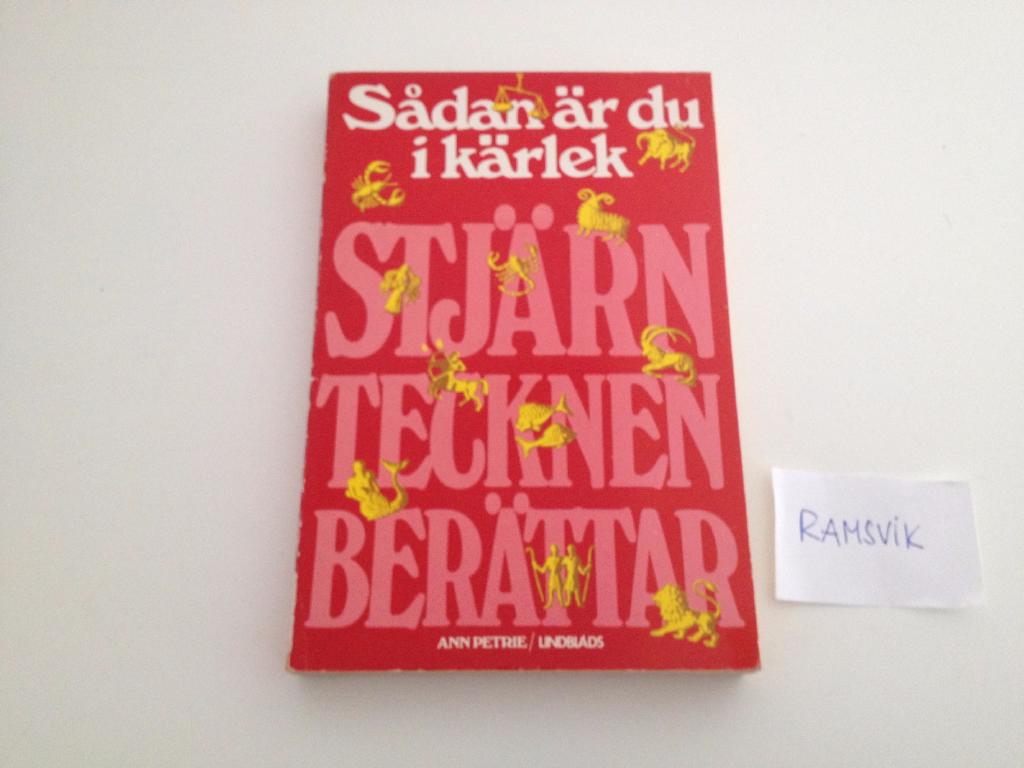 Sådan är du
i kärlek
STJÄRN
TECKNEN
BERÄTTAR
ANN PETRIE / LINDBLADS
RAMSVIK